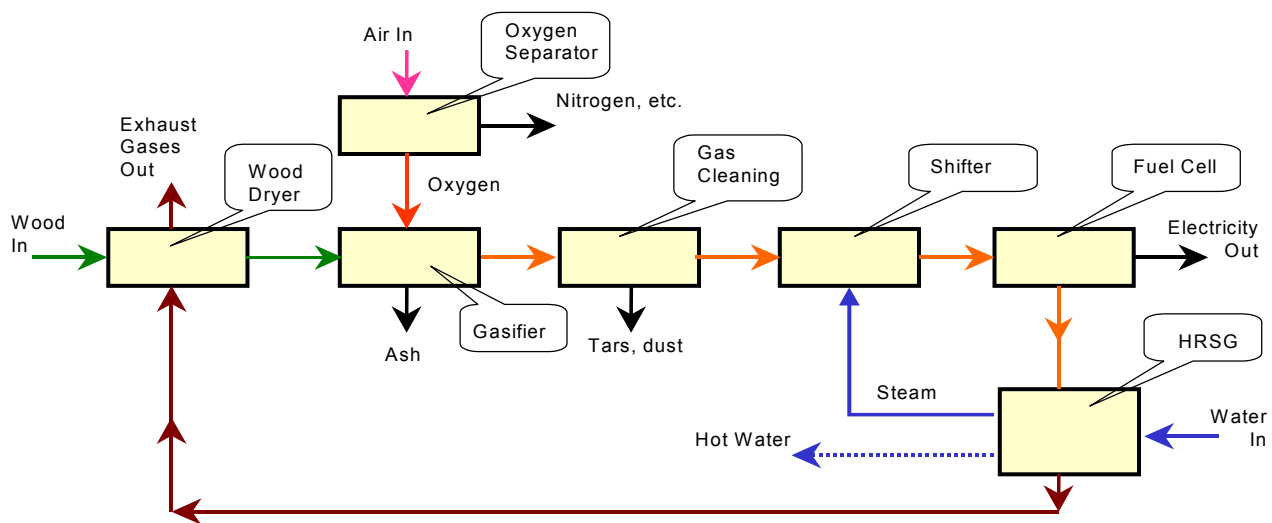 Air In
Oxygen
Separator
Nitrogen, etc.
Exhaust
Gases
Out
Wood
Dryer
Oxygen
Gas
Cleaning
Shifter
Fuel Cell
Wood
In
Electricity
Out
Gasifier
Ash
Tars, dust
HRSG
Steam
Hot Water
Water
In